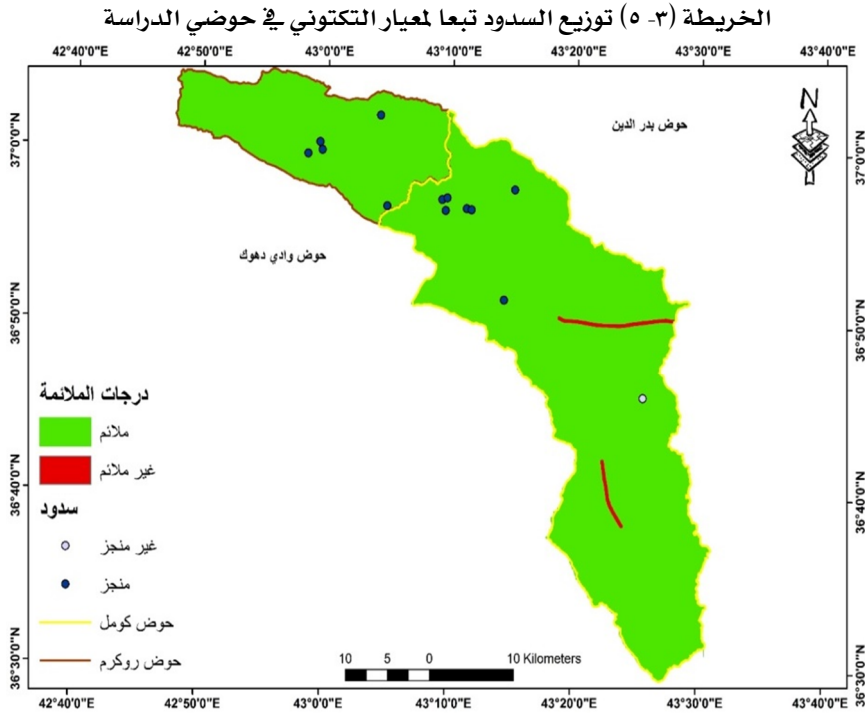 الخريطة (٣- ٥) توزيع السدود تبعا لمعيار التكتوني في حوضي الدراسة
42°40'0"E 42°50'0"E 43°0'0"E 43°10'0"E 43°20'0"E 43°30'0"E 43°40'0"E
N
حوض بدر الدين
37°0'0"N
37°0'0"N
حوض وادي دهوك
36°50'0"N
36°50'0"N
درجات الملائمة
ملائم
غير ملائم
36°40'0"N
36°40'0"N
سدود
غير منجز
منجز
حوض كومل
حوض روكرم
36°30'0"N
36°30'0"N
10 5 0 10 Kilometers
42°40'0"E 42°50'0"E 43°0'0"E 43°10'0"E 43°20'0"E 43°30'0"E 43°40'0"E